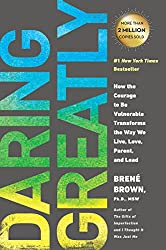 DARING
GREATLY
MORE THAN
2 MILLION
COPIES SOLD
#1 New York Times
Bestseller
How the
Courage
to Be
Vulnerable
Transforms
the Way We
Live, Love,
Parent,
and Lead
BRENÉ
BROWN,
Ph.D., MSW
Author of
The Gifts of
Imperfection
and I Thought It
Was Just Me